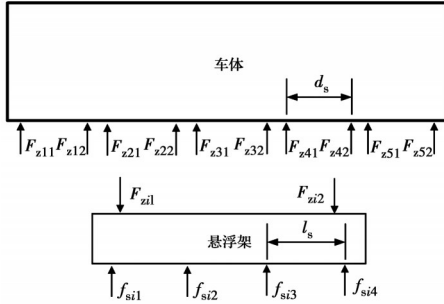 车体
d_s
F_z11 F_z12 F_z21 F_z22 F_z31 F_z32 F_z41 F_z42 F_z51 F_z52
F_zi1 F_zi2
悬浮架 l_s
f_si1 f_si2 f_si3 f_si4